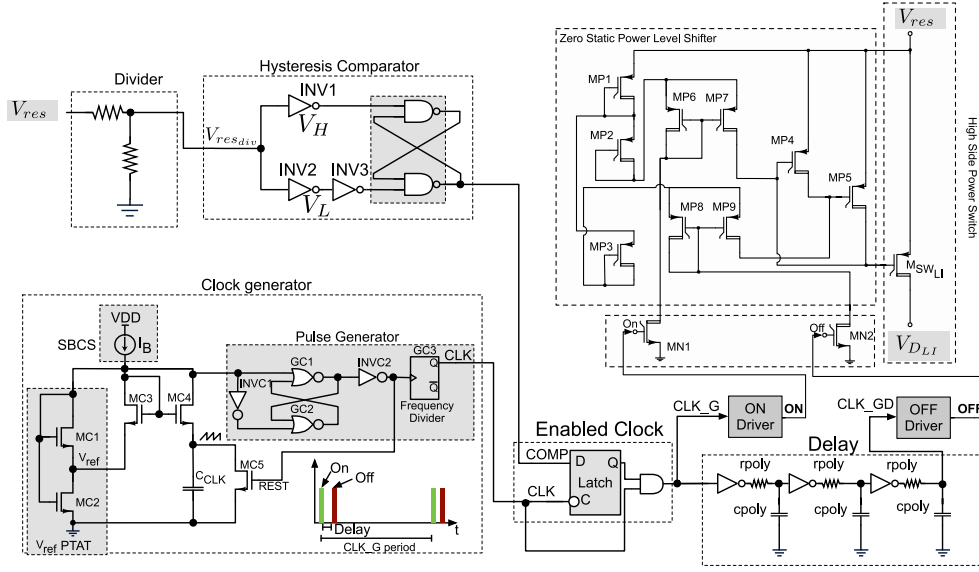 V_res
Divider
Hysteresis Comparator
INV1
V_H
V_res_div
INV2
INV3
V_L
Zero Static Power Level Shifter
V_res
MP1
MP6
MP7
MP2
MP4
MP5
MP8
MP9
MP3
M_SW_LI
High Side Power Switch
On
MN1
Off
MN2
V_D_LI
Clock generator
VDD
SBCS
I_B
Pulse Generator
GC1
INVC2
GC3
CLK
INVC1
Q
Q
GC2
Frequency
Divider
MC3
MC4
MC1
V_ref
MC2
C_CLK
MC5
REST
V_ref PTAT
On
Off
Delay
t
CLK_G period
Enabled Clock
COMP
D
Q
Latch
CLK
C
CLK_G
ON
Driver
ON
CLK_GD
OFF
Driver
OFF
Delay
rpoly
rpoly
rpoly
cpoly
cpoly
cpoly